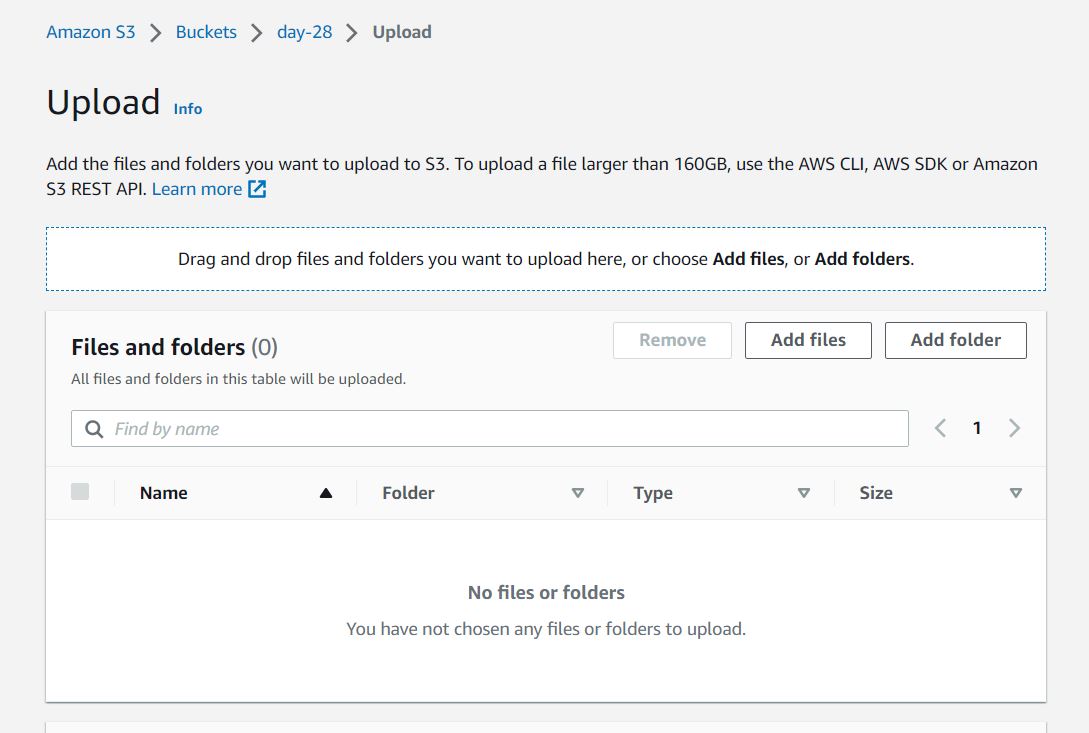 Amazon S3 > Buckets > day-28 > Upload
Upload Info
Add the files and folders you want to upload to S3. To upload a file larger than 160GB, use the AWS CLI, AWS SDK or Amazon
S3 REST API. Learn more
Drag and drop files and folders you want to upload here, or choose Add files, or Add folders.
Files and folders (0)
Remove Add files Add folder
All files and folders in this table will be uploaded.
Find by name
1
Name Folder Type Size
No files or folders
You have not chosen any files or folders to upload.